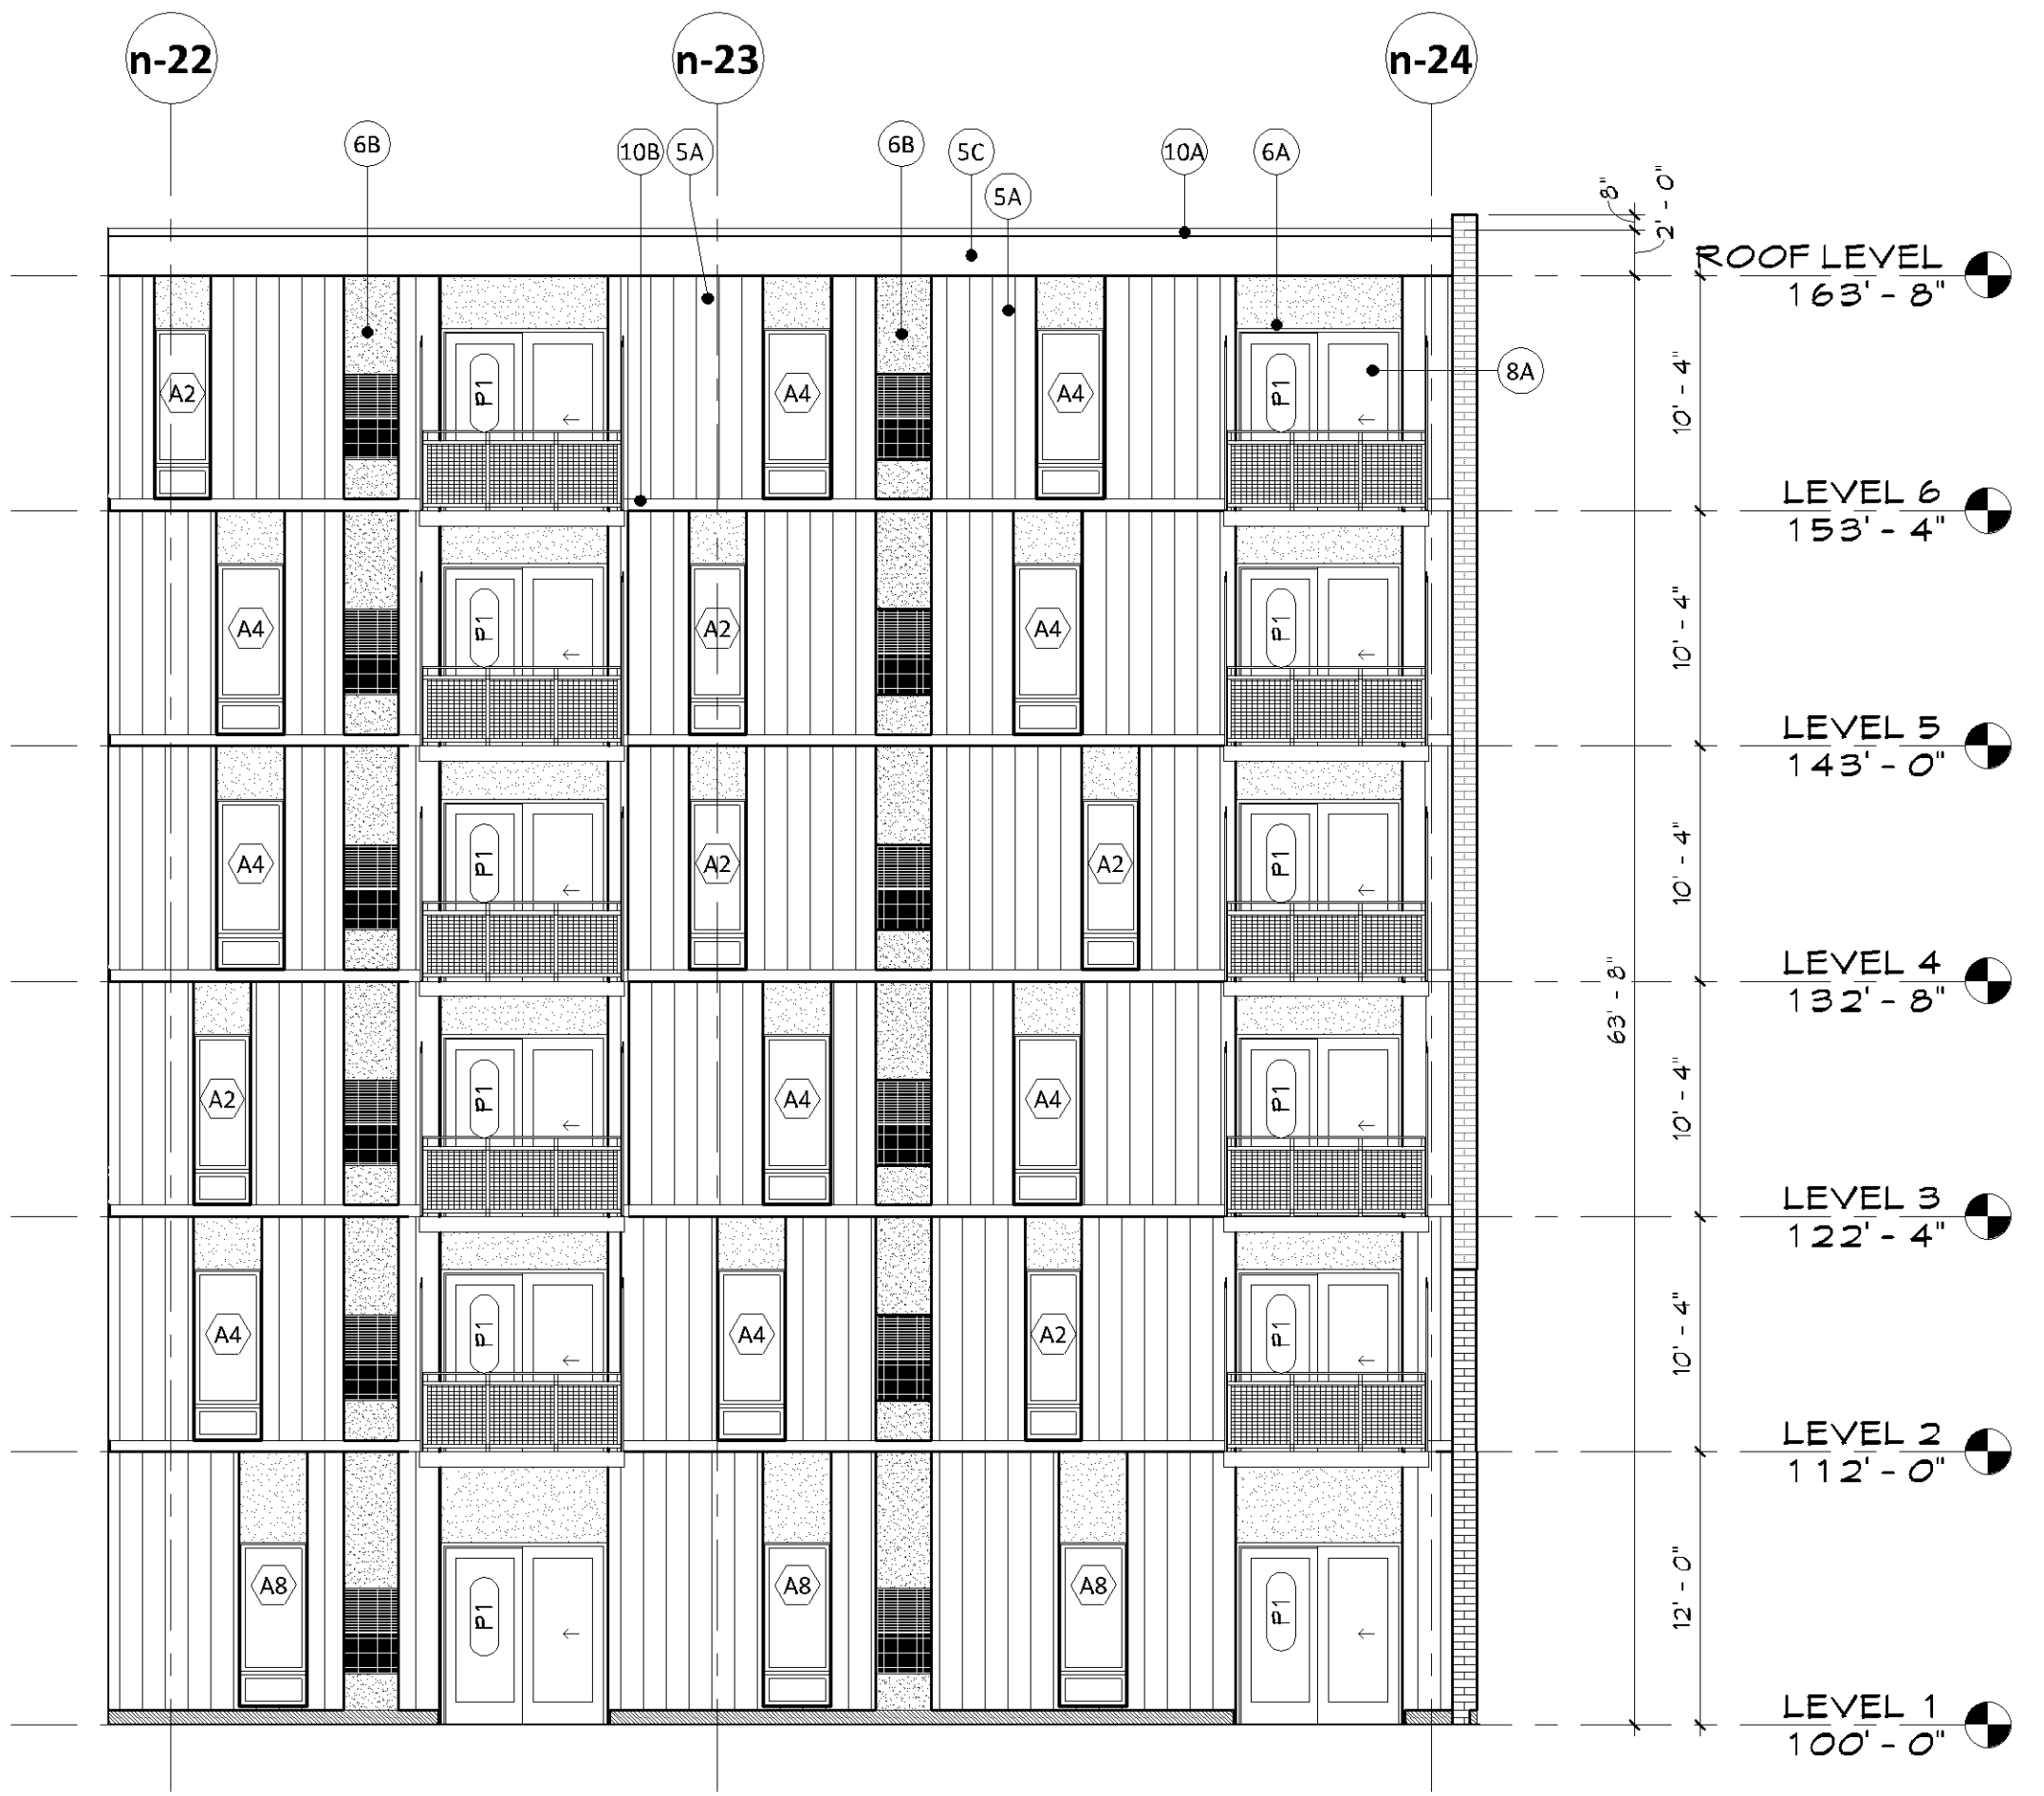 n-22 n-23 n-24
6B 10B 5A 6B 5C 10A 6A
5A
8"
2' - 0"
ROOF LEVEL
163' - 8"
8A
A2 P1 A4 A4 P1
10' - 4"
LEVEL 6
153' - 4"
A4 P1 A2 A4 P1
10' - 4"
LEVEL 5
143' - 0"
A4 P1 A2 A2 P1
10' - 4"
LEVEL 4
132' - 8"
63' - 8"
A2 P1 A4 A4 P1
10' - 4"
LEVEL 3
122' - 4"
A4 P1 A4 A2 P1
10' - 4"
LEVEL 2
112' - 0"
A8 P1 A8 A8 P1
12' - 0"
LEVEL 1
100' - 0"